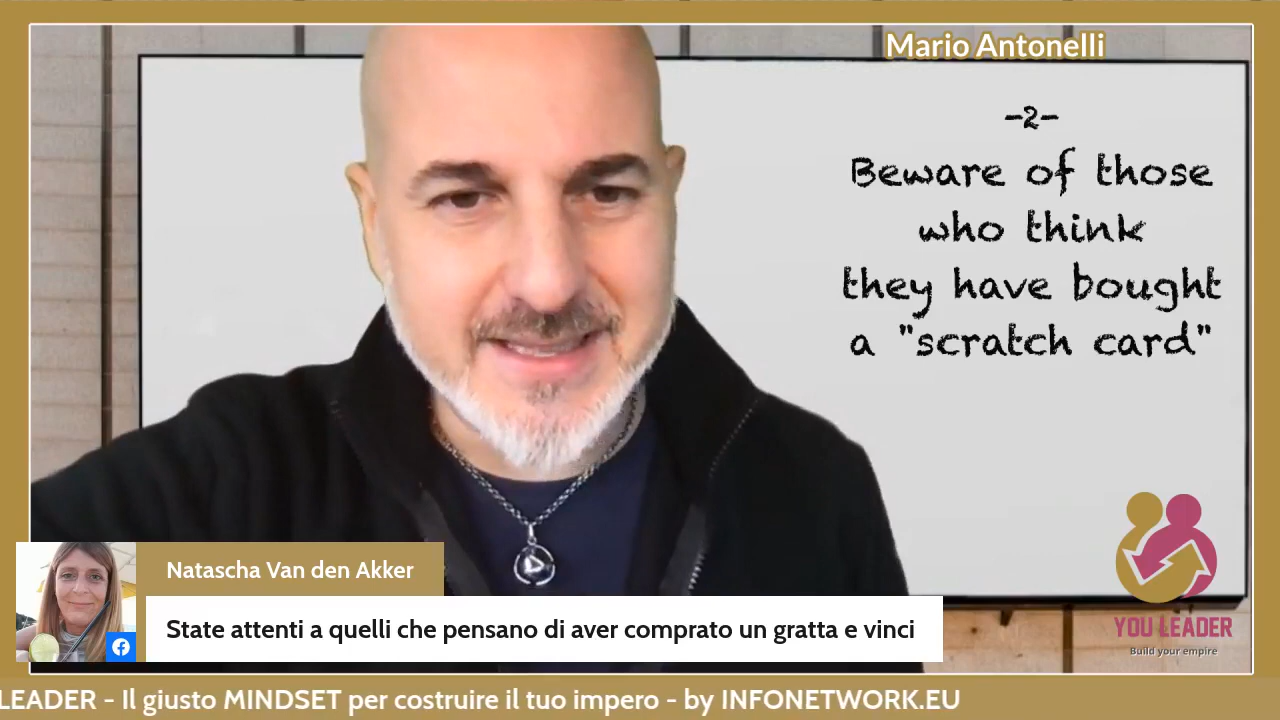 Mario Antonelli
-2-
Beware of those
who think
they have bought
a "scratch card"
Natascha Van den Akker
State attenti a quelli che pensano di aver comprato un gratta e vinci
YOU LEADER
Build your empire
LEADER - Il giusto MINDSET per costruire il tuo impero - by INFONETWORK.EU